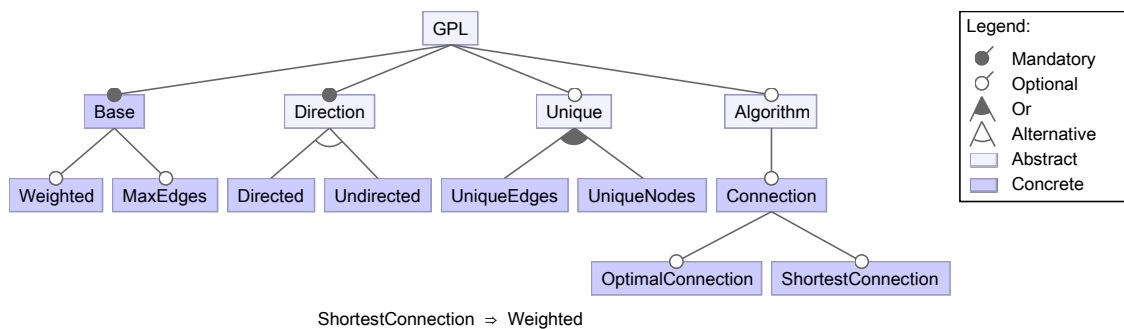 GPL
Legend:
Mandatory
Optional
Or
Alternative
Abstract
Concrete
Base
Direction
Unique
Algorithm
Weighted
MaxEdges
Directed
Undirected
UniqueEdges
UniqueNodes
Connection
OptimalConnection
ShortestConnection
ShortestConnection ⇒ Weighted